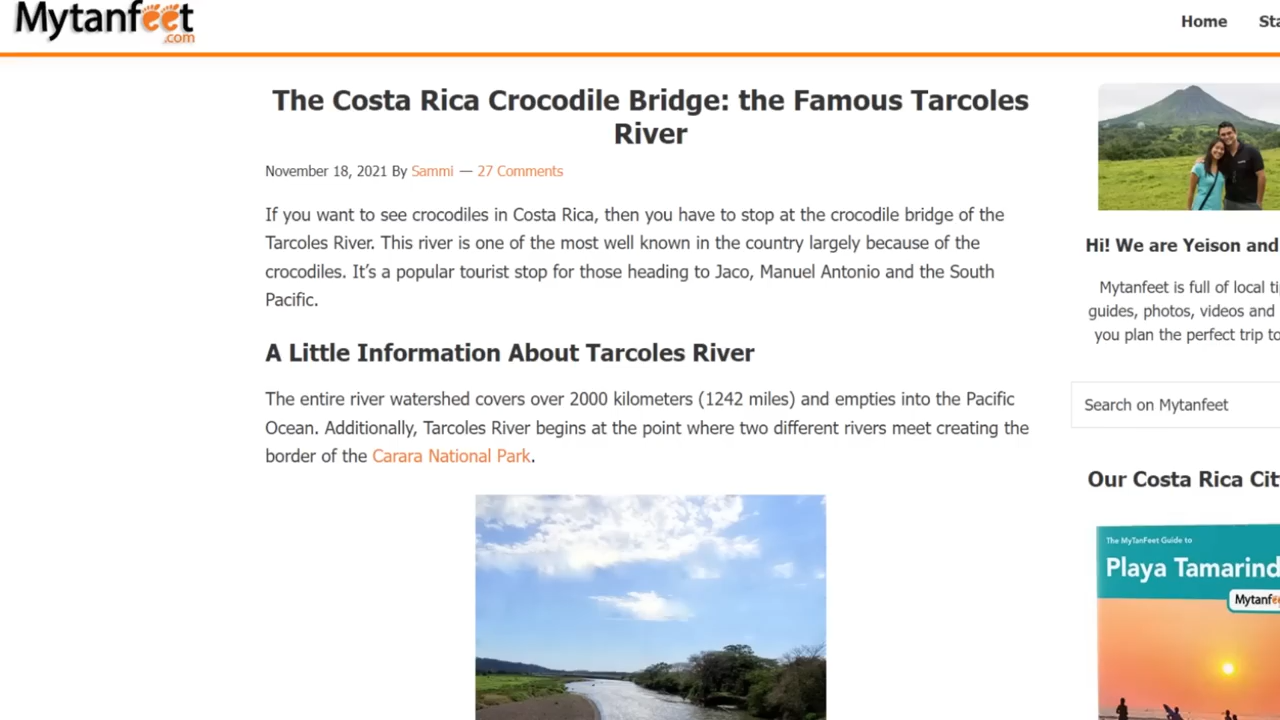 Mytanfeet
.com
Home
The Costa Rica Crocodile Bridge: the Famous Tarcoles
River
November 18, 2021 By Sammi — 27 Comments
If you want to see crocodiles in Costa Rica, then you have to stop at the crocodile bridge of the
Tarcoles River. This river is one of the most well known in the country largely because of the
crocodiles. It’s a popular tourist stop for those heading to Jaco, Manuel Antonio and the South
Pacific.
A Little Information About Tarcoles River
The entire river watershed covers over 2000 kilometers (1242 miles) and empties into the Pacific
Ocean. Additionally, Tarcoles River begins at the point where two different rivers meet creating the
border of the Carara National Park.
Hi! We are Yeison and
Mytanfeet is full of local
guides, photos, videos and
you plan the perfect trip to
Search on Mytanfeet
Our Costa Rica
The MyTanFeet Guide to
Playa